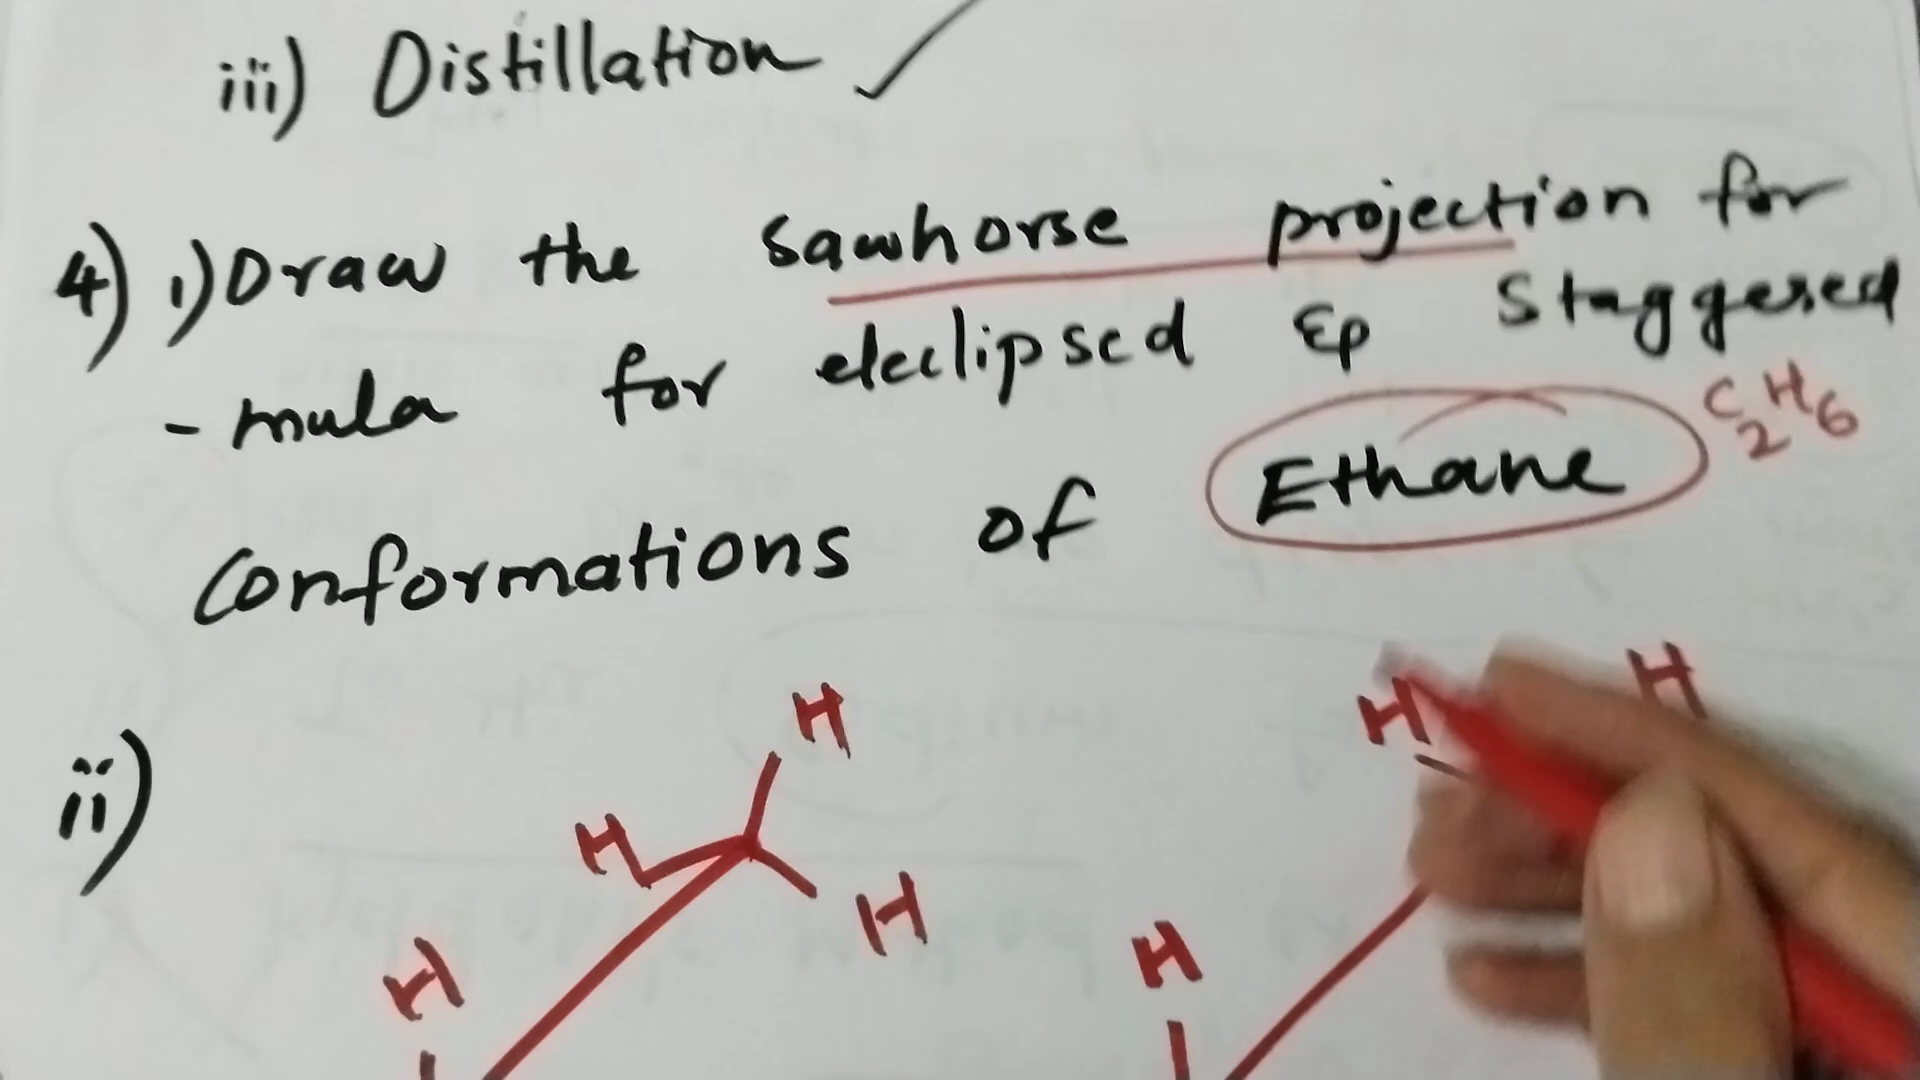 iii) Distillation
4) i) Draw the sawhorse projection for
-mula for eleclipsed & Staggered
C2H6
Conformations of Ethane
ii)
H
H
H
H
H
H
H